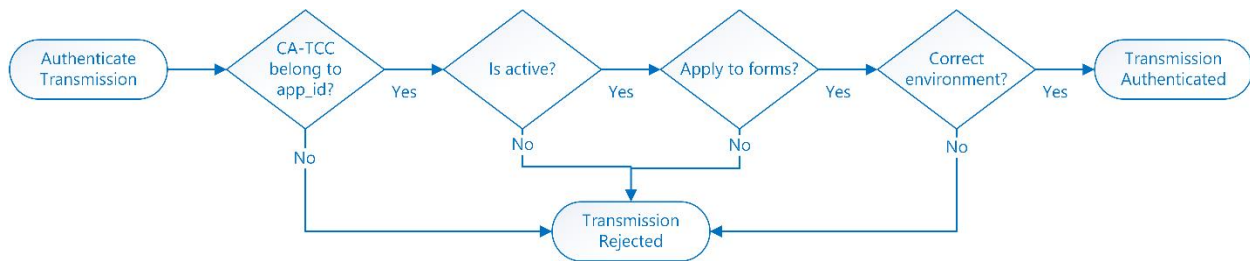 Authenticate
Transmission
CA-TCC
belong to
app_id?
Yes
Is active?
Yes
Apply to forms?
Yes
Correct
environment?
Yes
Transmission
Authenticated
No
No
No
No
Transmission
Rejected